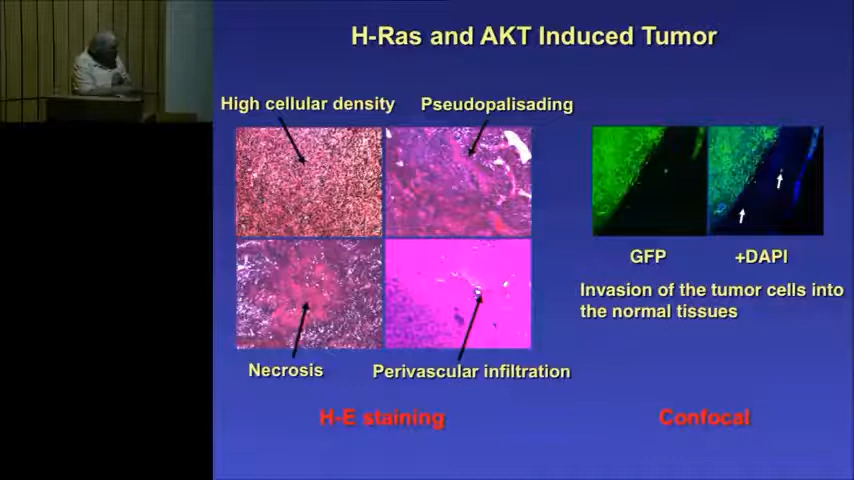 H-Ras and AKT Induced Tumor
High cellular density
Pseudopalisading
GFP
+DAPI
Invasion of the tumor cells into
the normal tissues
Necrosis
Perivascular infiltration
H-E staining
Confocal